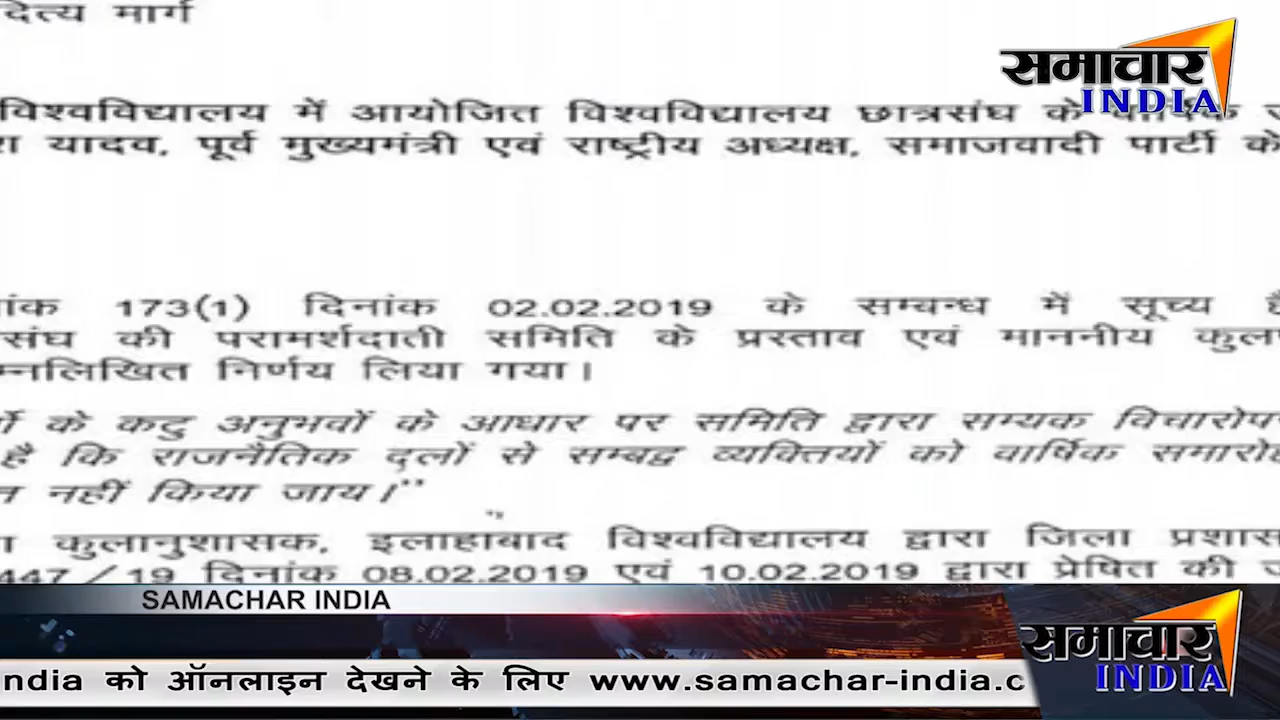 दित्य मार्ग
समाचार
INDIA
विश्वविद्यालय में आयोजित विश्वविद्यालय छात्रसंघ के
यादव, पूर्व मुख्यमंत्री एवं राष्ट्रीय अध्यक्ष, समाजवादी पार्टी के
ांक 173(1) दिनांक 02.02.2019 के सम्बन्ध में सूच्य
संघ की परामर्शदाती समिति के प्रस्ताव एवं माननीय कुल
म्नलिखित निर्णय लिया गया।
के कटु अनुभवों के आधार पर समिति द्वारा सम्यक विचारोप
है कि राजनैतिक दलों से सम्बद्व व्यक्तियों को वार्षिक समारोह
त नहीं किया जाय।"
कुलानुशासक, इलाहाबाद विश्वविद्यालय द्वारा जिला प्रशास
447/19 दिनांक 08.02.2019 एवं 10.02.2019 द्वारा प्रेषित की
SAMACHAR INDIA
समाचार
INDIA
ndia को ऑनलाइन देखने के लिए www.samachar-india.c